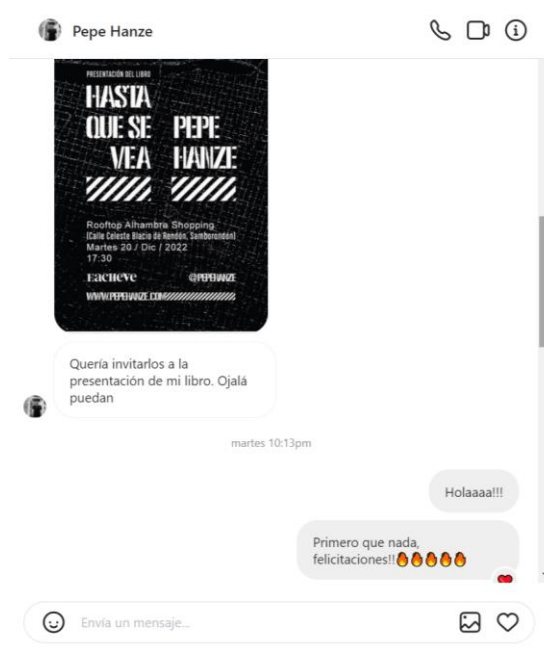 Pepe Hanze
PRESENTACIÓN DEL LIBRO
HASTA
QUE SE PEPE
VEA HANZE
Rooftop Alhambra Shopping
(Calle Celeste Blacio de Rendón, Samborondón)
Martes 20 / Dic / 2022
17:30
Eacheve @PEPEHANZE
WWW.PEPEHANZE.COM
Quería invitarlos a la
presentación de mi libro. Ojalá
puedan
martes 10:13pm
Holaaaa!!!
Primero que nada,
felicitaciones!!🔥🔥🔥🔥🔥
Envía un mensaje...